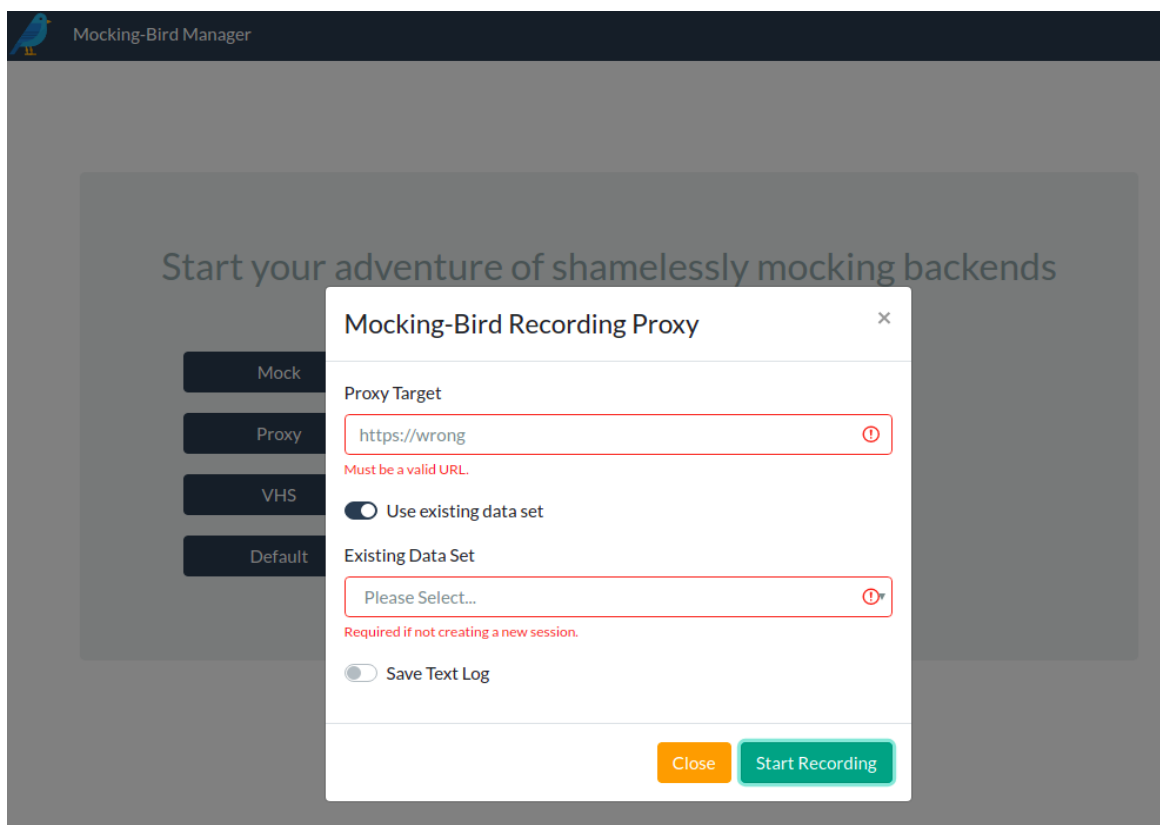 Mocking-Bird Manager
Start your adventure of shamelessly mocking backends
Mock
Proxy
VHS
Default
Mocking-Bird Recording Proxy
×
Proxy Target
https://wrong
Must be a valid URL.
Use existing data set
Existing Data Set
Please Select...
Required if not creating a new session.
Save Text Log
Close
Start Recording